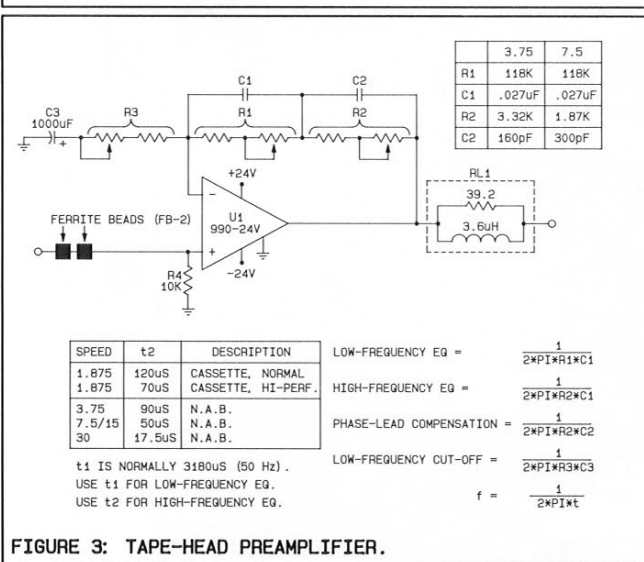 3.75 7.5
R1 118K 118K
C1 .027uF .027uF
R2 3.32K 1.87K
C2 160pF 300pF
C1
C2
C3
1000uF
+
R3
R1
R2
+24V
-
U1
990-24V
+
-24V
FERRITE BEADS (FB-2)
R4
10K
RL1
39.2
3.6uH
SPEED t2 DESCRIPTION
1.875 120uS CASSETTE, NORMAL
1.875 70uS CASSETTE, HI-PERF.
3.75 90uS N.A.B.
7.5/15 50uS N.A.B.
30 17.5uS N.A.B.
t1 IS NORMALLY 3180uS (50 Hz).
USE t1 FOR LOW-FREQUENCY EQ.
USE t2 FOR HIGH-FREQUENCY EQ.
LOW-FREQUENCY EQ = 1
2*PI*R1*C1
HIGH-FREQUENCY EQ = 1
2*PI*R2*C1
PHASE-LEAD COMPENSATION = 1
2*PI*R2*C2
LOW-FREQUENCY CUT-OFF = 1
2*PI*R3*C3
f = 1
2*PI*t
FIGURE 3: TAPE-HEAD PREAMPLIFIER.